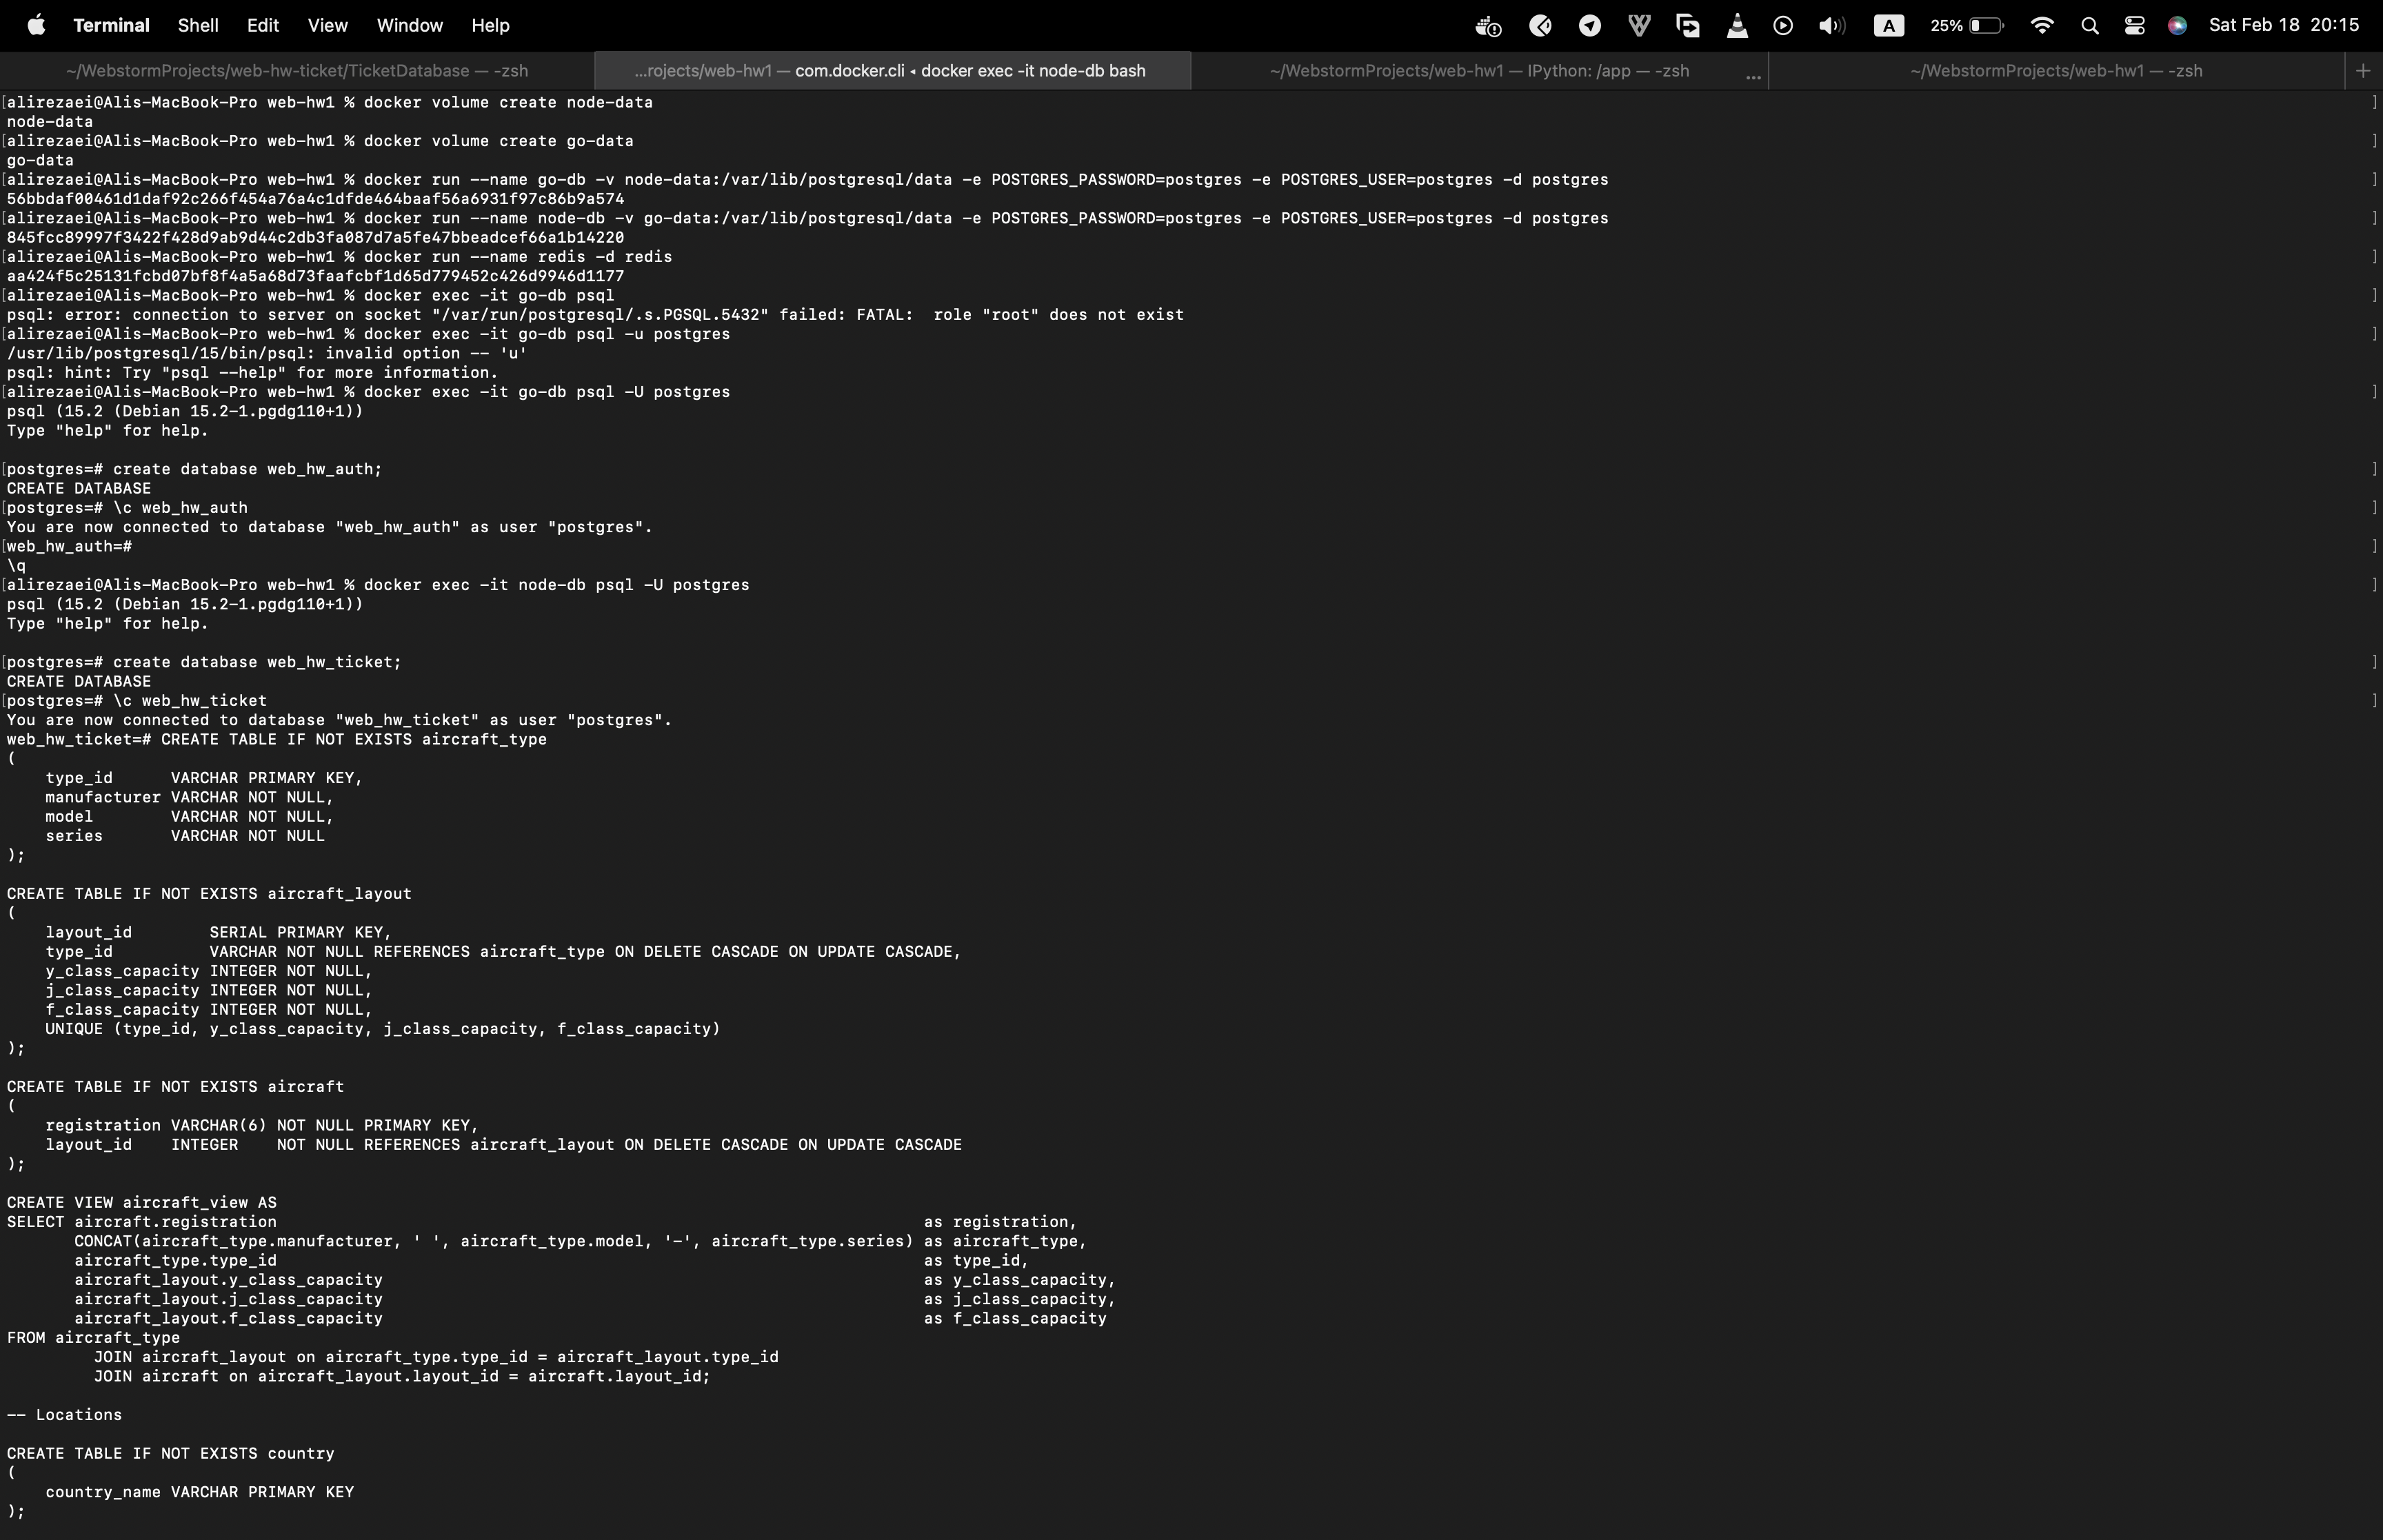 Terminal Shell Edit View Window Help A 25% Sat Feb 18 20:15
~/WebstormProjects/web-hw-ticket/TicketDatabase — -zsh ...rojects/web-hw1 — com.docker.cli ◂ docker exec -it node-db bash ~/WebstormProjects/web-hw1 — IPython: /app — -zsh ... ~/WebstormProjects/web-hw1 — -zsh +
[alirezaei@Alis-MacBook-Pro web-hw1 % docker volume create node-data ]
node-data
[alirezaei@Alis-MacBook-Pro web-hw1 % docker volume create go-data ]
go-data
[alirezaei@Alis-MacBook-Pro web-hw1 % docker run --name go-db -v node-data:/var/lib/postgresql/data -e POSTGRES_PASSWORD=postgres -e POSTGRES_USER=postgres -d postgres ]
56bbdaf00461d1daf92c266f454a76a4c1dfde464baaf56a6931f97c86b9a574
[alirezaei@Alis-MacBook-Pro web-hw1 % docker run --name node-db -v go-data:/var/lib/postgresql/data -e POSTGRES_PASSWORD=postgres -e POSTGRES_USER=postgres -d postgres ]
845fcc89997f3422f428d9ab9d44c2db3fa087d7a5fe47bbeadcef66a1b14220
[alirezaei@Alis-MacBook-Pro web-hw1 % docker run --name redis -d redis ]
aa424f5c25131fcbd07bf8f4a5a68d73faafcbf1d65d779452c426d9946d1177
[alirezaei@Alis-MacBook-Pro web-hw1 % docker exec -it go-db psql ]
psql: error: connection to server on socket "/var/run/postgresql/.s.PGSQL.5432" failed: FATAL:  role "root" does not exist
[alirezaei@Alis-MacBook-Pro web-hw1 % docker exec -it go-db psql -u postgres ]
/usr/lib/postgresql/15/bin/psql: invalid option -- 'u'
psql: hint: Try "psql --help" for more information.
[alirezaei@Alis-MacBook-Pro web-hw1 % docker exec -it go-db psql -U postgres ]
psql (15.2 (Debian 15.2-1.pgdg110+1))
Type "help" for help.

[postgres=# create database web_hw_auth; ]
CREATE DATABASE
[postgres=# \c web_hw_auth ]
You are now connected to database "web_hw_auth" as user "postgres".
[web_hw_auth=# ]
\q
[alirezaei@Alis-MacBook-Pro web-hw1 % docker exec -it node-db psql -U postgres ]
psql (15.2 (Debian 15.2-1.pgdg110+1))
Type "help" for help.

[postgres=# create database web_hw_ticket; ]
CREATE DATABASE
[postgres=# \c web_hw_ticket ]
You are now connected to database "web_hw_ticket" as user "postgres".
web_hw_ticket=# CREATE TABLE IF NOT EXISTS aircraft_type
(
    type_id      VARCHAR PRIMARY KEY,
    manufacturer VARCHAR NOT NULL,
    model        VARCHAR NOT NULL,
    series       VARCHAR NOT NULL
);

CREATE TABLE IF NOT EXISTS aircraft_layout
(
    layout_id        SERIAL PRIMARY KEY,
    type_id          VARCHAR NOT NULL REFERENCES aircraft_type ON DELETE CASCADE ON UPDATE CASCADE,
    y_class_capacity INTEGER NOT NULL,
    j_class_capacity INTEGER NOT NULL,
    f_class_capacity INTEGER NOT NULL,
    UNIQUE (type_id, y_class_capacity, j_class_capacity, f_class_capacity)
);

CREATE TABLE IF NOT EXISTS aircraft
(
    registration VARCHAR(6) NOT NULL PRIMARY KEY,
    layout_id    INTEGER    NOT NULL REFERENCES aircraft_layout ON DELETE CASCADE ON UPDATE CASCADE
);

CREATE VIEW aircraft_view AS
SELECT aircraft.registration as registration,
       CONCAT(aircraft_type.manufacturer, ' ', aircraft_type.model, '-', aircraft_type.series) as aircraft_type,
       aircraft_type.type_id as type_id,
       aircraft_layout.y_class_capacity as y_class_capacity,
       aircraft_layout.j_class_capacity as j_class_capacity,
       aircraft_layout.f_class_capacity as f_class_capacity
FROM aircraft_type
         JOIN aircraft_layout on aircraft_type.type_id = aircraft_layout.type_id
         JOIN aircraft on aircraft_layout.layout_id = aircraft.layout_id;

-- Locations

CREATE TABLE IF NOT EXISTS country
(
    country_name VARCHAR PRIMARY KEY
);